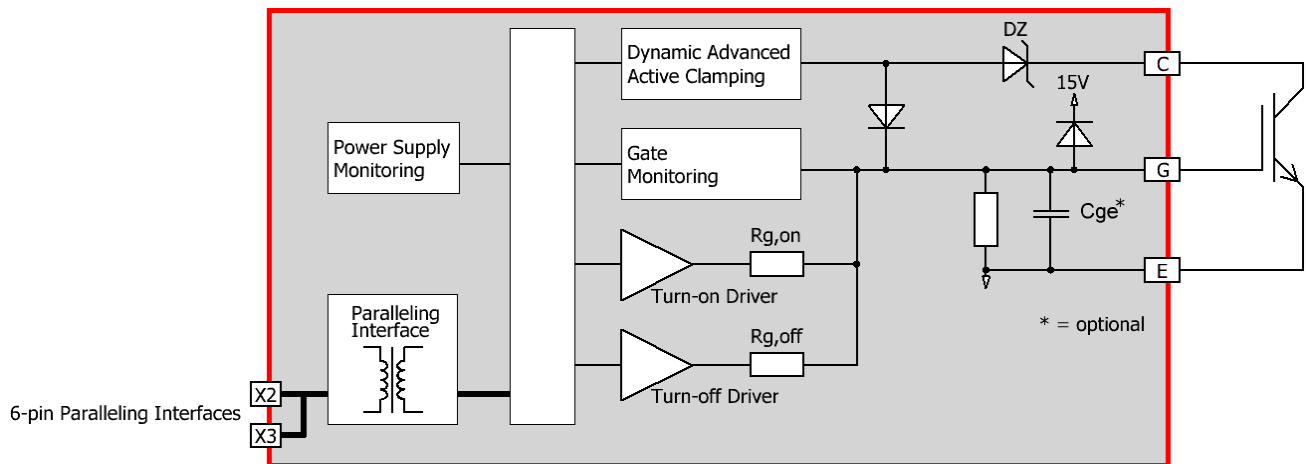 Dynamic Advanced
Active Clamping
DZ
C
15V
Power Supply
Monitoring
Gate
Monitoring
G
Cge*
Rg,on
E
Turn-on Driver
Paralleling
Interface
* = optional
Rg,off
X2
Turn-off Driver
6-pin Paralleling Interfaces
X3